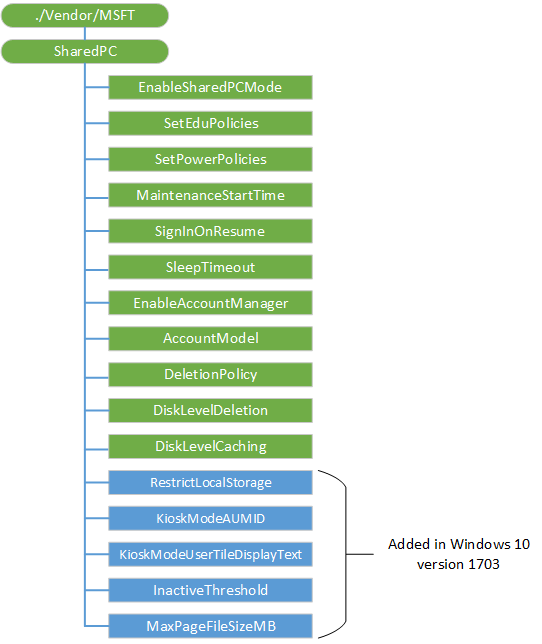 ./Vendor/MSFT
SharedPC
EnableSharedPCMode
SetEduPolicies
SetPowerPolicies
MaintenanceStartTime
SignInOnResume
SleepTimeout
EnableAccountManager
AccountModel
DeletionPolicy
DiskLevelDeletion
DiskLevelCaching
RestrictLocalStorage
KioskModeAUMID
KioskModeUserTileDisplayText
InactiveThreshold
MaxPageFileSizeMB
Added in Windows 10
version 1703